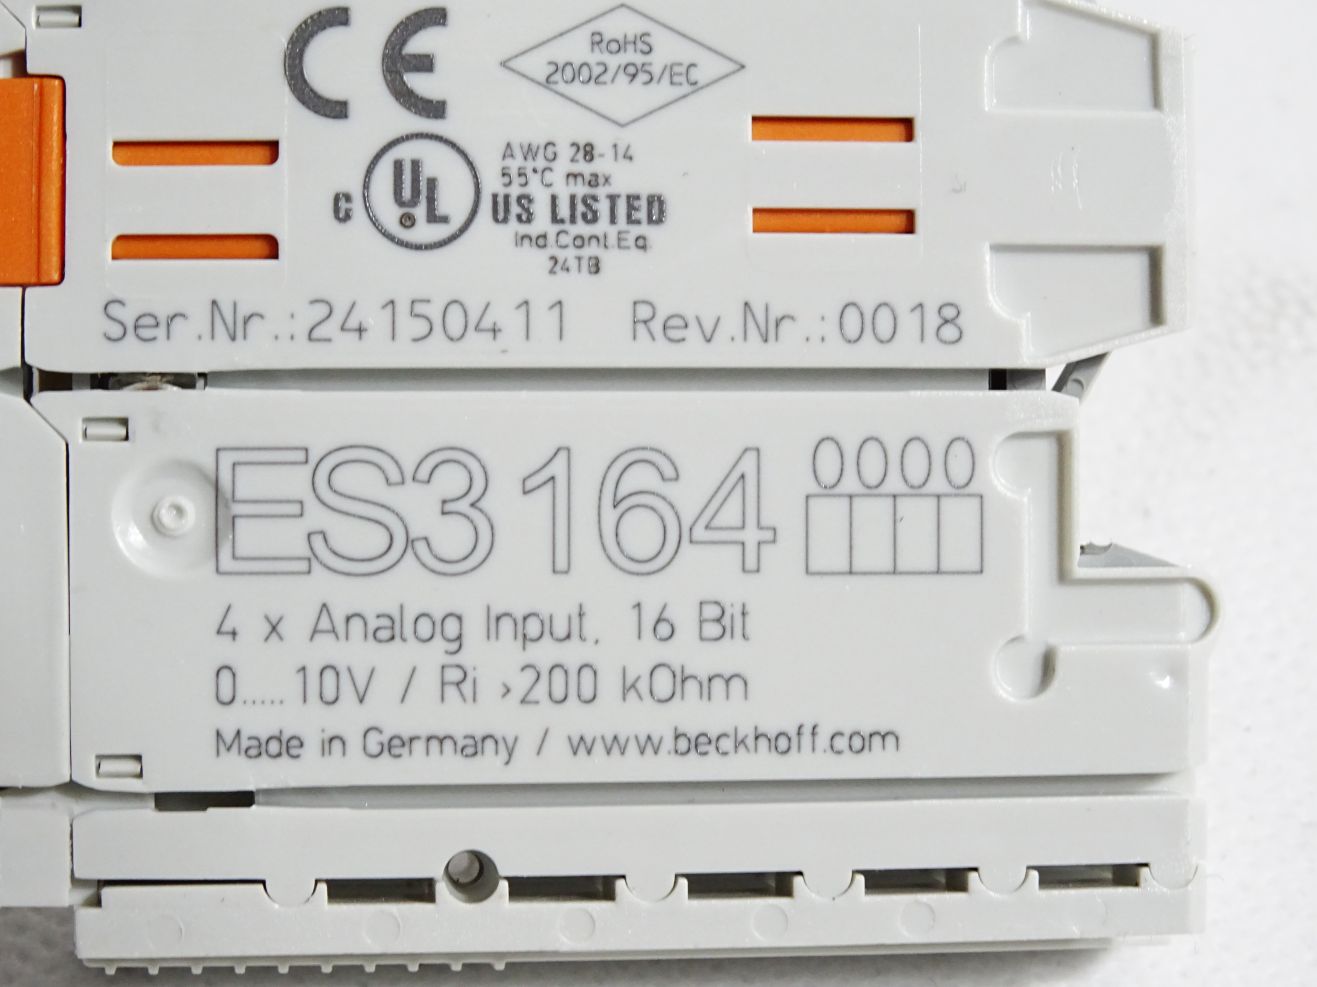 CE
RoHS
2002/95/EC
C UL US LISTED
AWG 28-14
55°C max
Ind.Cont.Eq.
24TB
Ser.Nr.:24150411 Rev.Nr.:0018
ES3164 0000
4 x Analog Input, 16 Bit
0.....10V / Ri >200 kOhm
Made in Germany / www.beckhoff.com